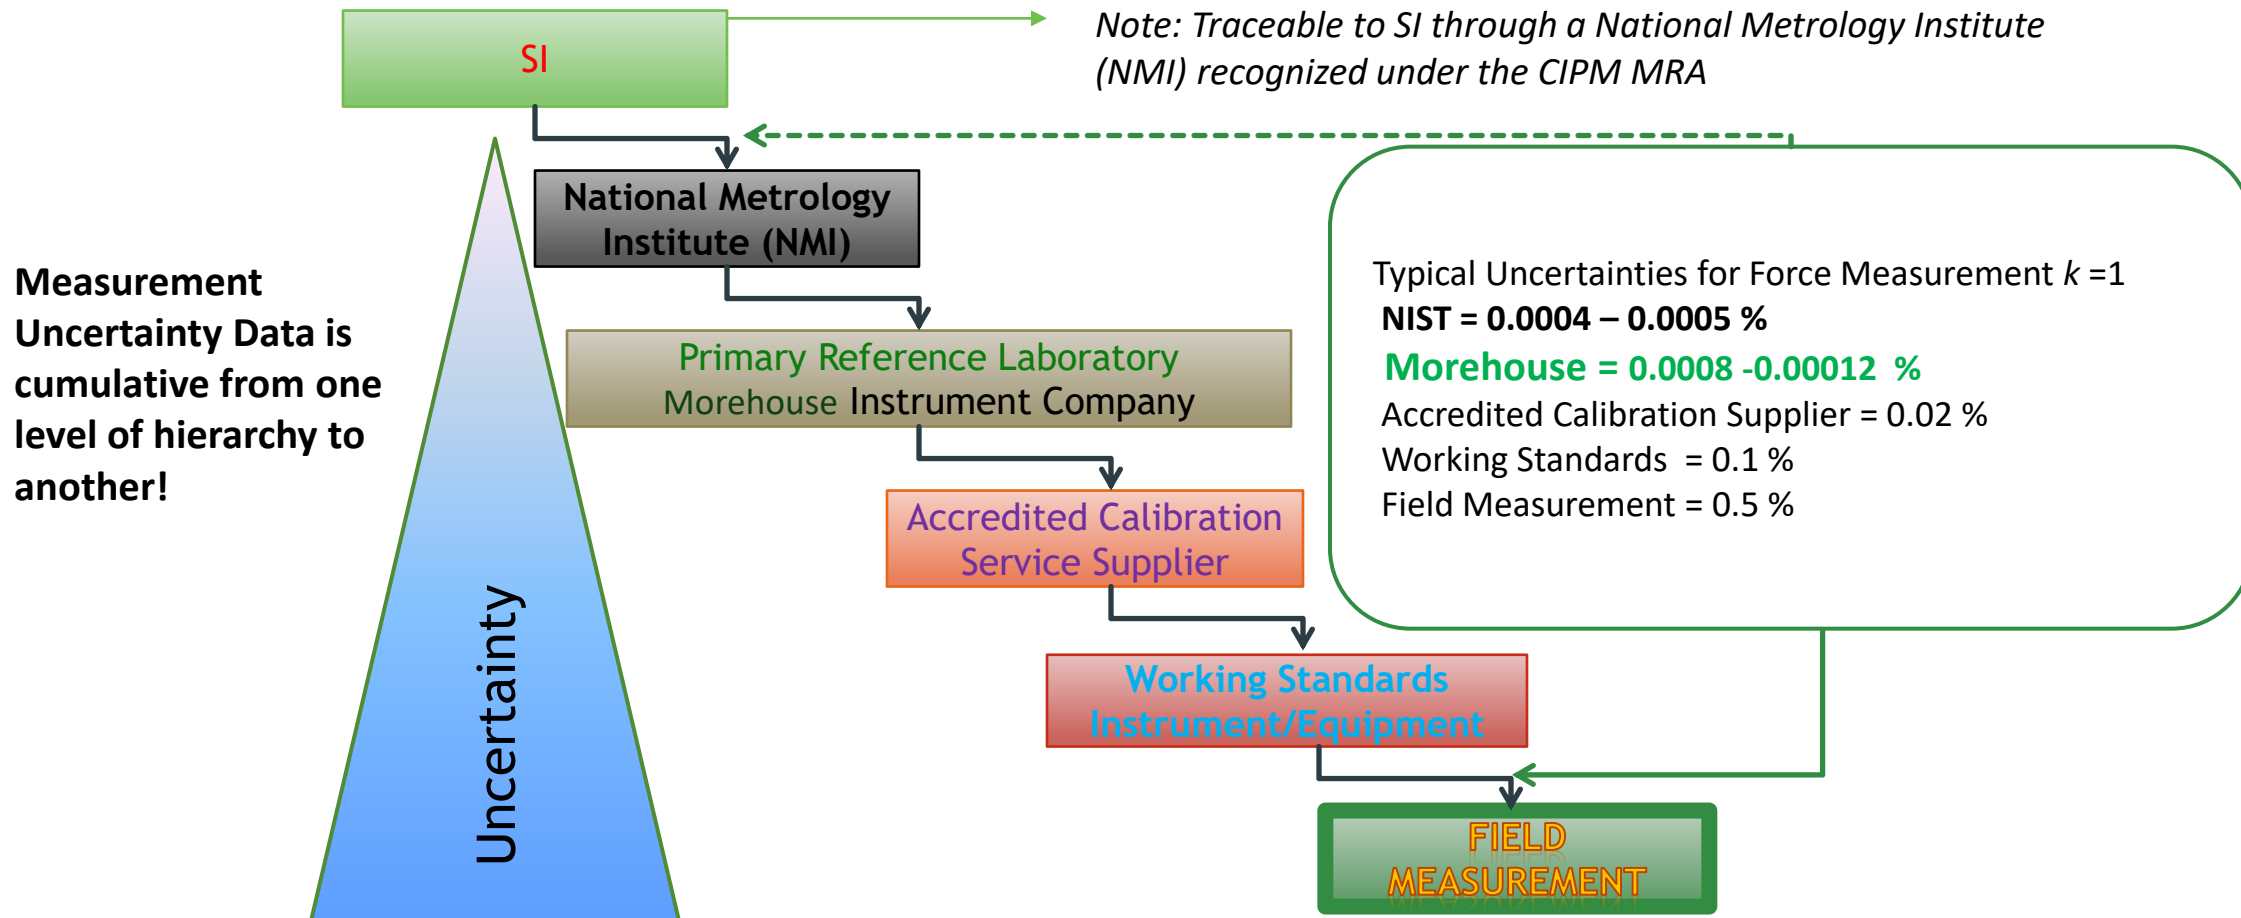 SI
Note: Traceable to SI through a National Metrology Institute
(NMI) recognized under the CIPM MRA
National Metrology
Institute (NMI)
Measurement
Uncertainty Data is
cumulative from one
level of hierarchy to
another!
Primary Reference Laboratory
Morehouse Instrument Company
Accredited Calibration
Service Supplier
Working Standards
Instrument/Equipment
FIELD
MEASUREMENT
Uncertainty
Typical Uncertainties for Force Measurement k =1
NIST = 0.0004 – 0.0005 %
Morehouse = 0.0008 -0.00012 %
Accredited Calibration Supplier = 0.02 %
Working Standards = 0.1 %
Field Measurement = 0.5 %